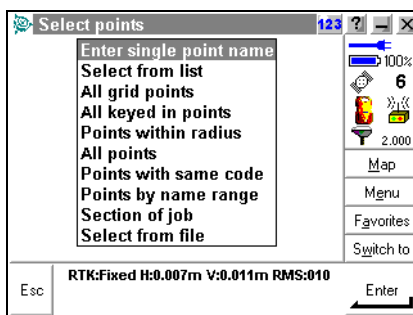 Select points
123 ?
Enter single point name
Select from list
All grid points
All keyed in points
Points within radius
All points
Points with same code
Points by name range
Section of job
Select from file
100%
6
2.000
Map
Menu
Favorites
Switch to
Esc
RTK:Fixed H:0.007m V:0.011m RMS:010
Enter